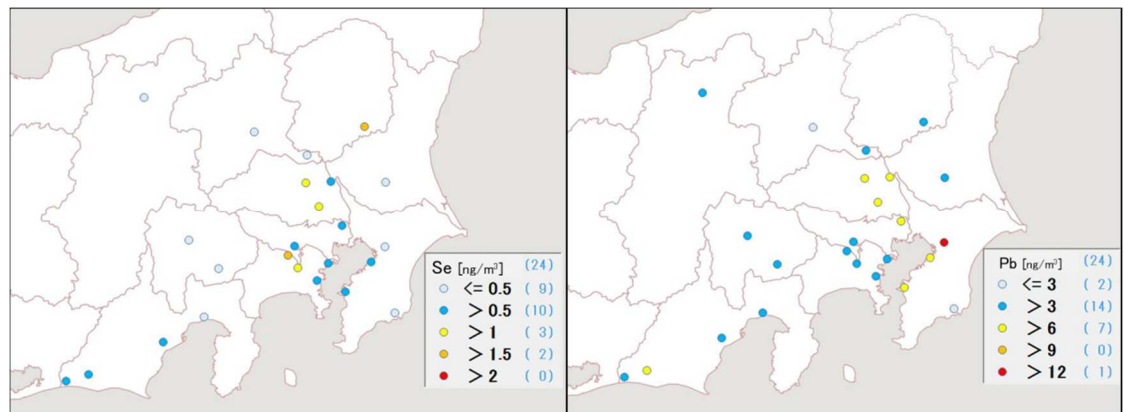 Se [ng/m³] (24)
<= 0.5 ( 9)
> 0.5 (10)
> 1 ( 3)
> 1.5 ( 2)
> 2 ( 0)
Pb [ng/m³] (24)
<= 3 ( 2)
> 3 (14)
> 6 ( 7)
> 9 ( 0)
> 12 ( 1)